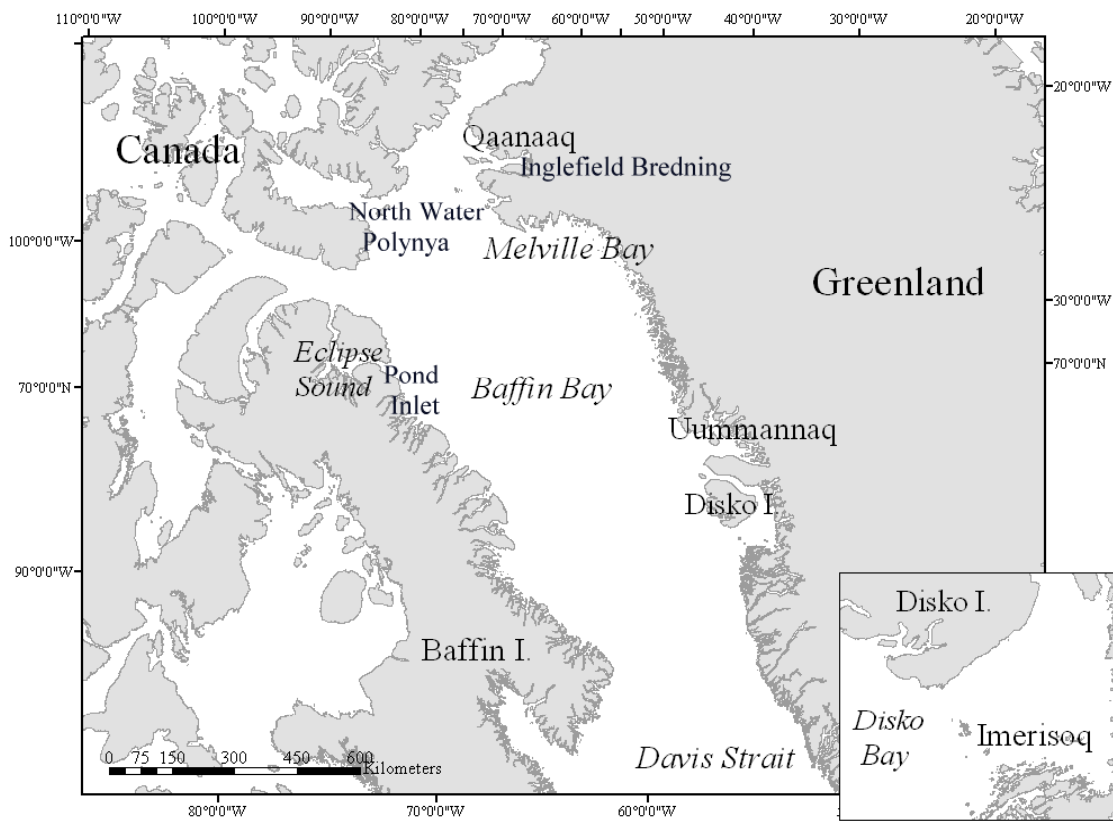 110°0'0"W 100°0'0"W 90°0'0"W 80°0'0"W 70°0'0"W 60°0'0"W 50°0'0"W 40°0'0"W 30°0'0"W 20°0'0"W
20°0'0"W
Qaanaaq
Canada
Inglefield Bredning
North Water
Polynya
100°0'0"W
Melville Bay
Greenland
30°0'0"W
Eclipse
Sound
70°0'0"N
Pond
Inlet
Baffin Bay
70°0'0"N
Uummannaq
Disko I.
90°0'0"W
Disko I.
Baffin I.
Disko
Bay
Imerisoq
Davis Strait
0 75 150 300 450 600
Kilometers
80°0'0"W 70°0'0"W 60°0'0"W